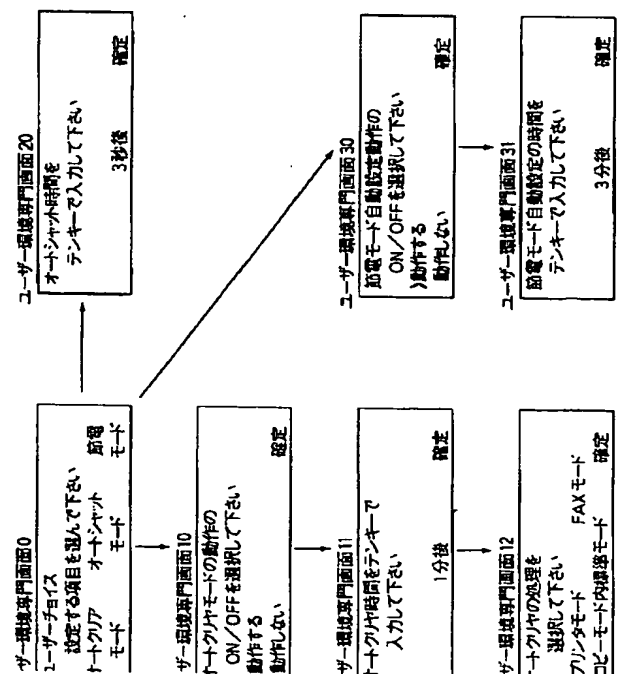 ザー環境専門画面0
ユーザーチョイス
設定する項目を選んで下さい
ートクリア オートシャット 節電
モード モード モード
ユーザー環境専門画面20
オートシャット時間を
テンキーで入力して下さい
3秒後 確定
ザー環境専門画面10
ートクリヤモードの動作の
ON／OFFを選択して下さい
動作する
動作しない 確定
ザー環境専門画面11
ートクリヤ時間をテンキーで
入力して下さい
1分後 確定
ザー環境専門画面12
ートクリヤの処理を
選択して下さい
プリンタモード FAXモード
コピーモード内標準モード 確定
ユーザー環境専門画面30
節電モード自動設定動作の
ON／OFFを選択して下さい
)動作する
動作しない 確定
ユーザー環境専門画面31
節電モード自動設定の時間を
テンキーで入力して下さい
3分後 確定